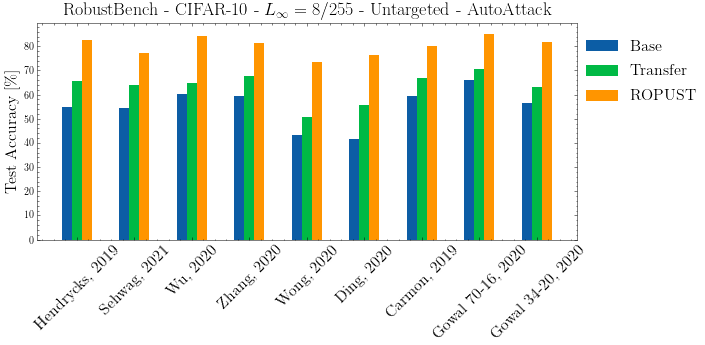 RobustBench - CIFAR-10 - $L_\infty = 8/255$ - Untargeted - AutoAttack
Test Accuracy [%]
80
70
60
50
40
30
20
10
0
Hendrycks, 2019
Sehwag, 2021
Wu, 2020
Zhang, 2020
Wong, 2020
Ding, 2020
Carmon, 2019
Gowal 70-16, 2020
Gowal 34-20, 2020
Base
Transfer
ROPUST